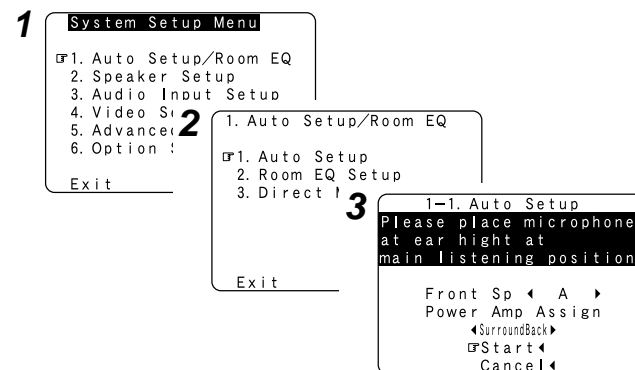 1
System Setup Menu
☞1. Auto Setup/Room EQ
2. Speaker Setup
3. Audio Input Setup
4. Video S
5. Advance
6. Option
Exit
2
1. Auto Setup/Room EQ
☞1. Auto Setup
2. Room EQ Setup
3. Direct
Exit
3
1-1. Auto Setup
Please place microphone
at ear hight at
main listening position
Front Sp ◀ A ▶
Power Amp Assign
◀SurroundBack▶
☞Start◀
Cancel◀